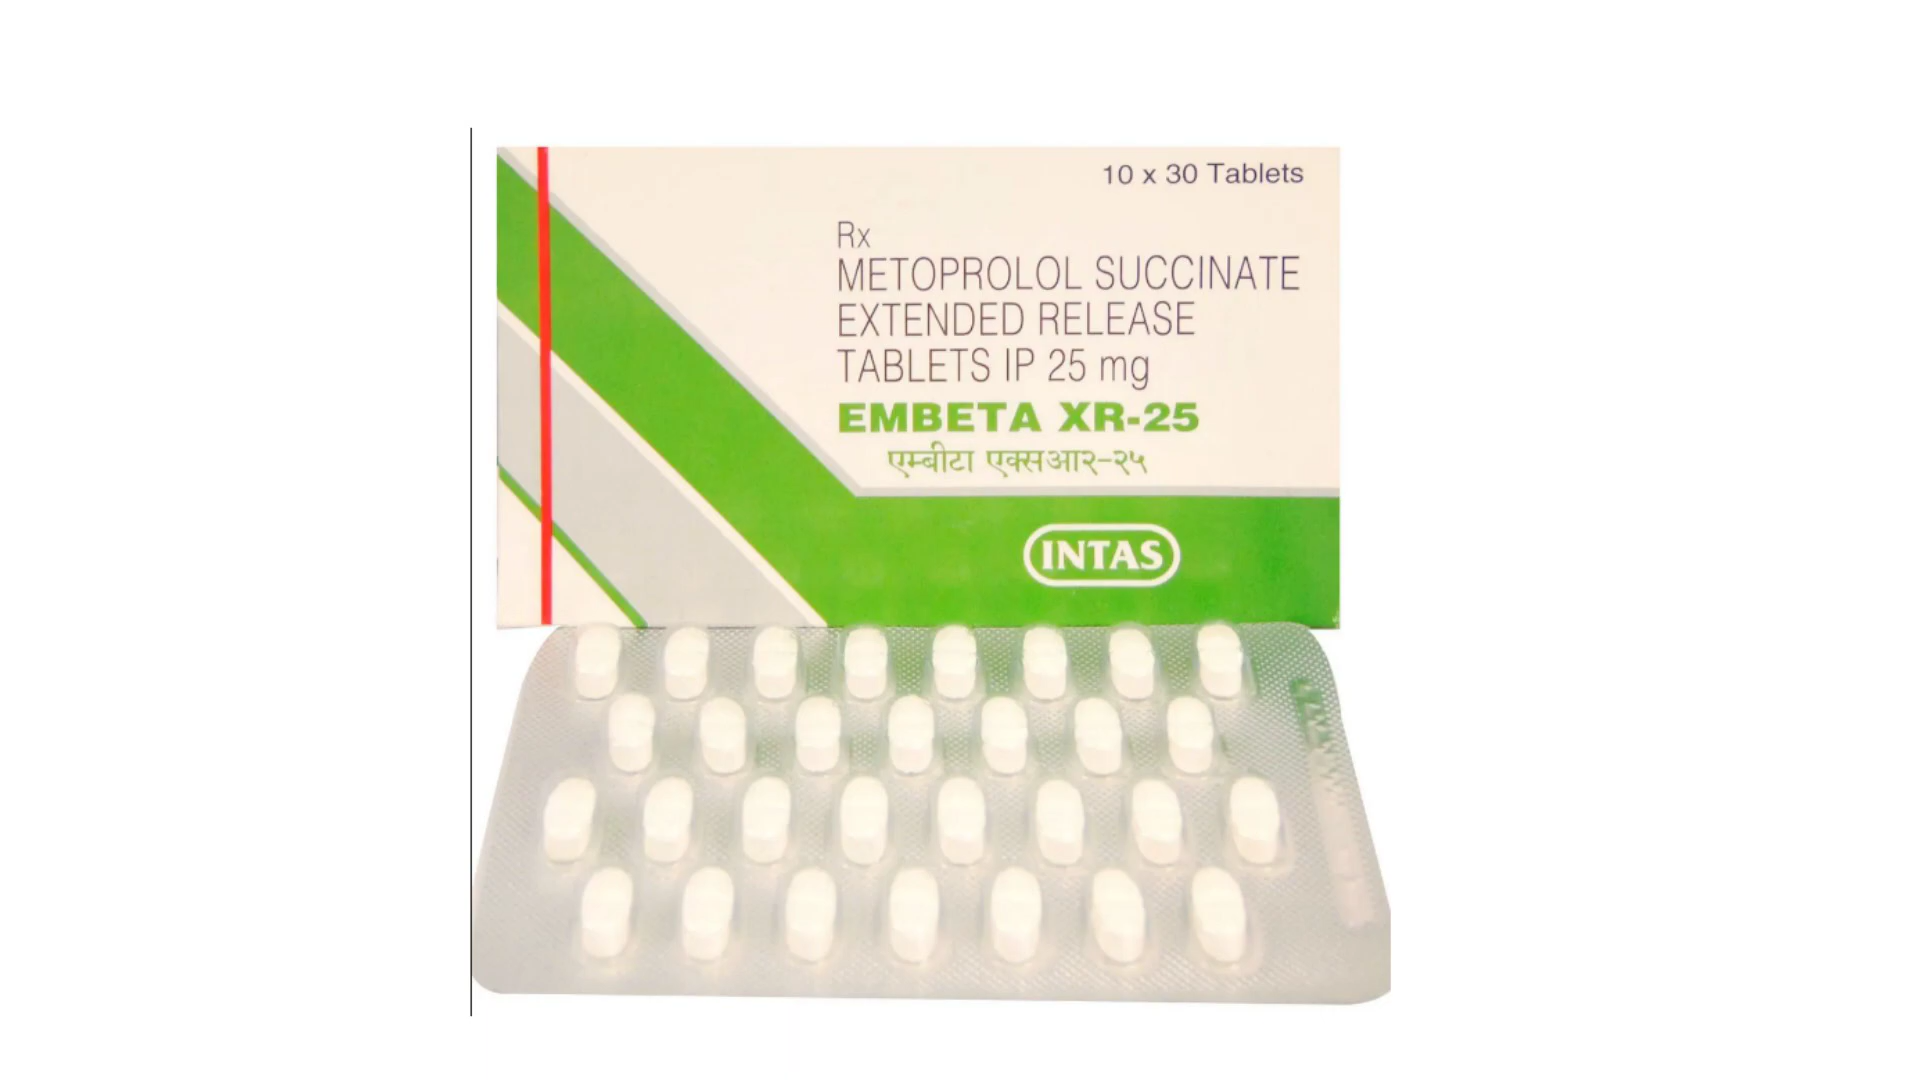 10 x 30 Tablets
Rx
METOPROLOL SUCCINATE
EXTENDED RELEASE
TABLETS IP 25 mg
EMBETA XR-25
एम्बीटा एक्सआर-२५
INTAS